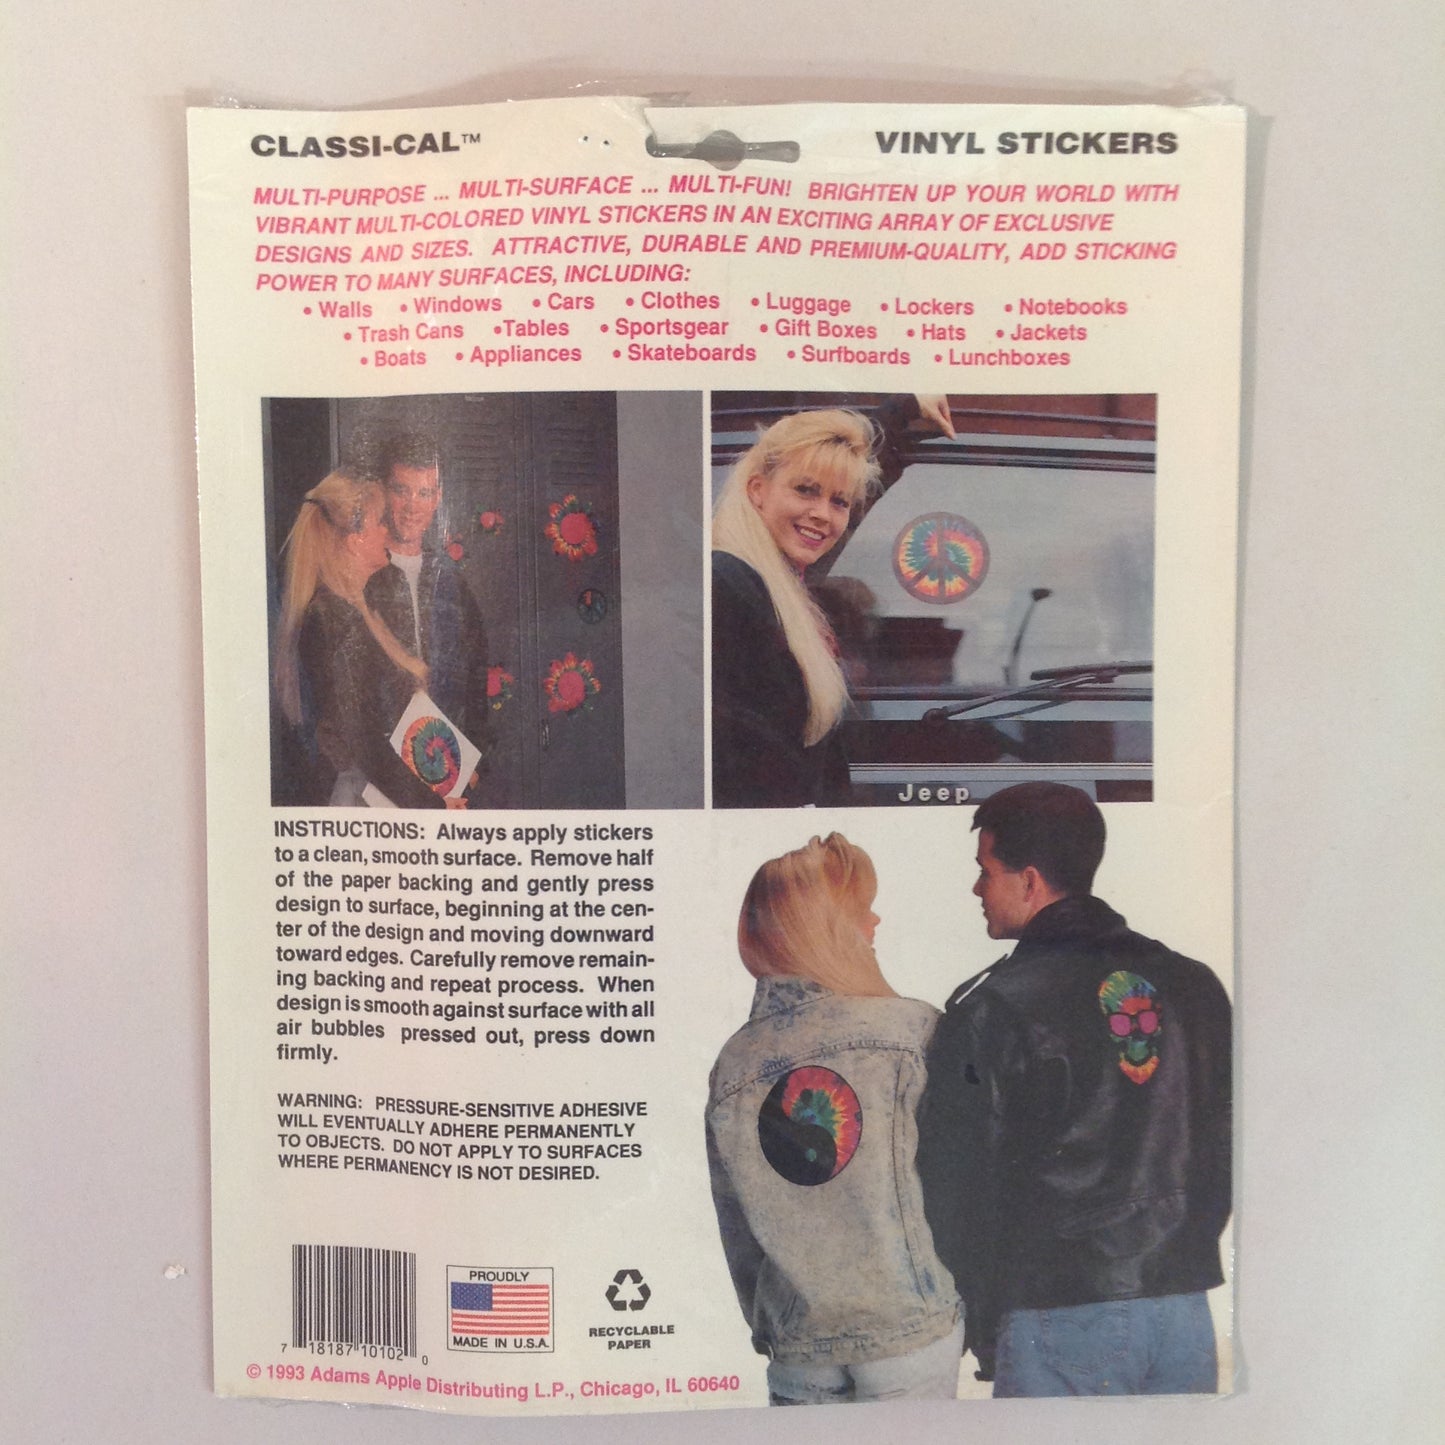 CLASSI-CAL™ VINYL STICKERS
MULTI-PURPOSE ... MULTI-SURFACE ... MULTI-FUN! BRIGHTEN UP YOUR WORLD WITH
VIBRANT MULTI-COLORED VINYL STICKERS IN AN EXCITING ARRAY OF EXCLUSIVE
DESIGNS AND SIZES. ATTRACTIVE, DURABLE AND PREMIUM-QUALITY, ADD STICKING
POWER TO MANY SURFACES, INCLUDING:
• Walls • Windows • Cars • Clothes • Luggage • Lockers • Notebooks
• Trash Cans • Tables • Sportsgear • Gift Boxes • Hats • Jackets
• Boats • Appliances • Skateboards • Surfboards • Lunchboxes
Jeep
INSTRUCTIONS: Always apply stickers
to a clean, smooth surface. Remove half
of the paper backing and gently press
design to surface, beginning at the cen-
ter of the design and moving downward
toward edges. Carefully remove remain-
ing backing and repeat process. When
design is smooth against surface with all
air bubbles pressed out, press down
firmly.
WARNING: PRESSURE-SENSITIVE ADHESIVE
WILL EVENTUALLY ADHERE PERMANENTLY
TO OBJECTS. DO NOT APPLY TO SURFACES
WHERE PERMANENCY IS NOT DESIRED.
7 18187 10102 0
PROUDLY
MADE IN U.S.A.
RECYCLABLE
PAPER
© 1993 Adams Apple Distributing L.P., Chicago, IL 60640